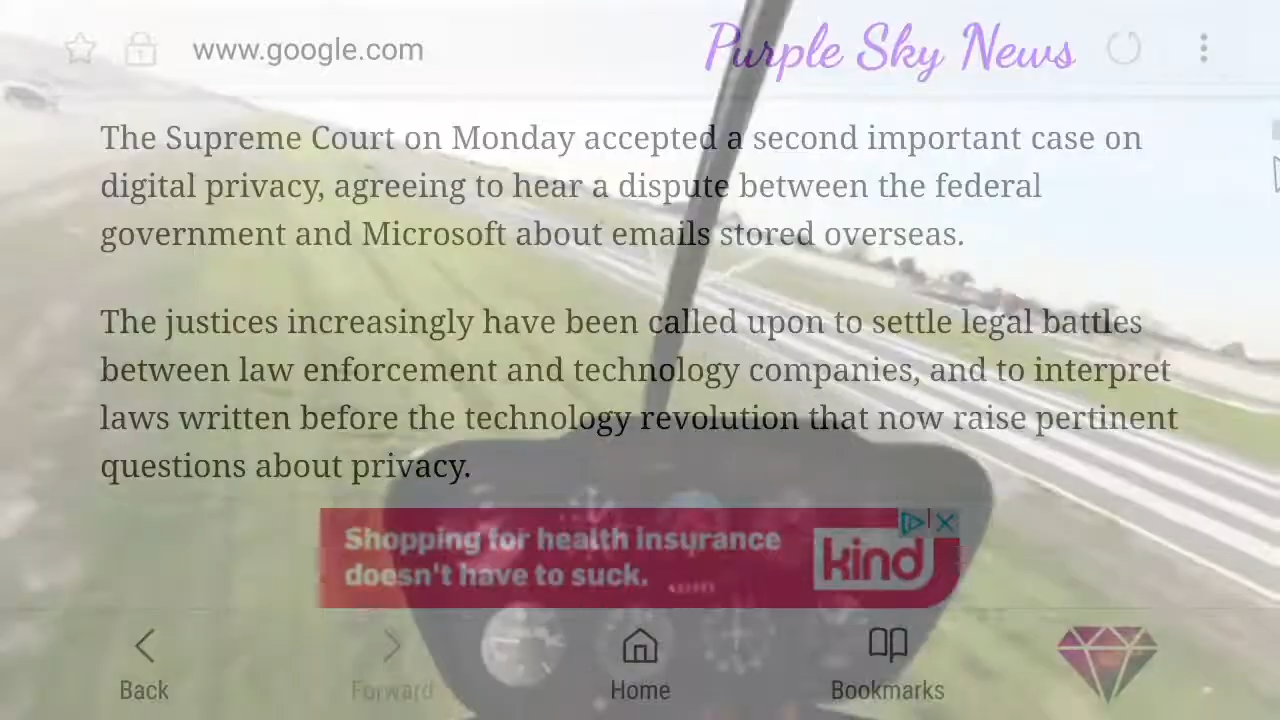 www.google.com
Purple Sky News
The Supreme Court on Monday accepted a second important case on
digital privacy, agreeing to hear a dispute between the federal
government and Microsoft about emails stored overseas.
The justices increasingly have been called upon to settle legal battles
between law enforcement and technology companies, and to interpret
laws written before the technology revolution that now raise pertinent
questions about privacy.
Shopping for health insurance
doesn't have to suck.
kind
Back
Forward
Home
Bookmarks